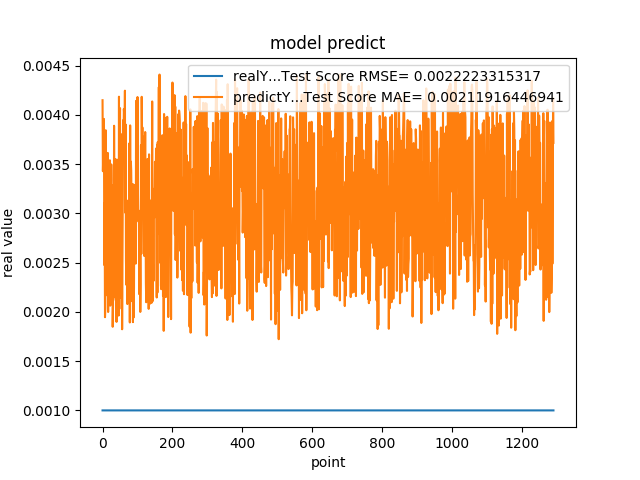 model predict
realY...Test Score RMSE= 0.0022223315317
predictY...Test Score MAE= 0.00211916446941
0.0045
0.0040
0.0035
0.0030
0.0025
0.0020
0.0015
0.0010
real value
0 200 400 600 800 1000 1200
point